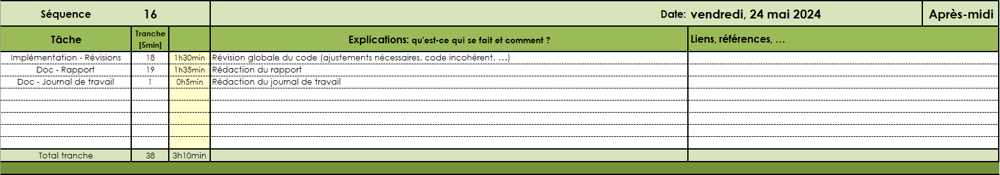 Séquence 16 Date: vendredi, 24 mai 2024 Après-midi
Tâche Tranche [5min] Explications: qu'est-ce qui se fait et comment ? Liens, références, ...
Implémentation - Révisions 18 1h30min Révision globale du code (ajustements nécessaires, code incohérent, ...)
Doc - Rapport 19 1h35min Rédaction du rapport
Doc - Journal de travail 1 0h5min Rédaction du journal de travail
Total tranche 38 3h10min